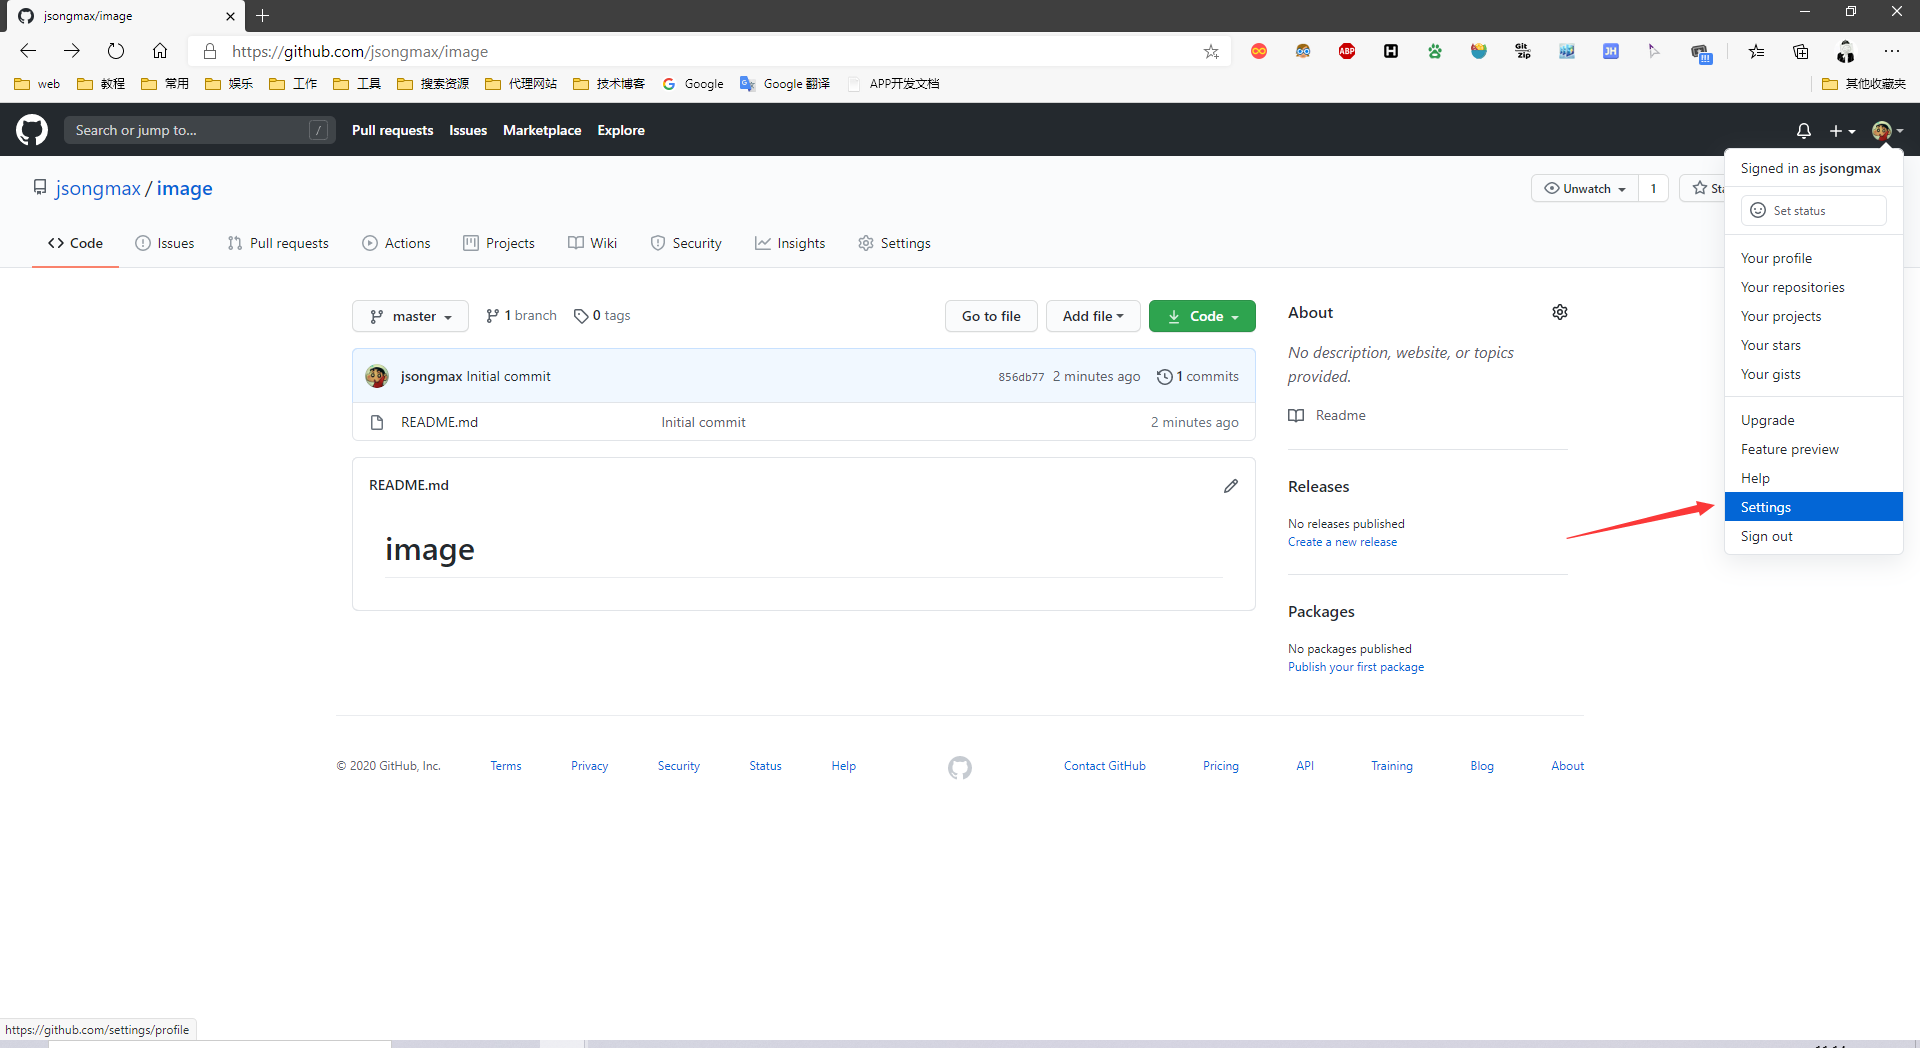 jsongmax/image
https://github.com/jsongmax/image
ABP
H
Git
zip
JH
web
教程
常用
娱乐
工作
工具
搜索资源
代理网站
技术博客
Google
Google 翻译
APP开发文档
其他收藏夹
Search or jump to...
/
Pull requests
Issues
Marketplace
Explore
jsongmax / image
Unwatch
1
Sta
Signed in as jsongmax
Set status
Your profile
Your repositories
Your projects
Your stars
Your gists
Upgrade
Feature preview
Help
Settings
Sign out
Code
Issues
Pull requests
Actions
Projects
Wiki
Security
Insights
Settings
master
1 branch
0 tags
Go to file
Add file
Code
jsongmax Initial commit
856db77 2 minutes ago
1 commits
README.md
Initial commit
2 minutes ago
README.md
image
About
No description, website, or topics
provided.
Readme
Releases
No releases published
Create a new release
Packages
No packages published
Publish your first package
© 2020 GitHub, Inc.
Terms
Privacy
Security
Status
Help
Contact GitHub
Pricing
API
Training
Blog
About
https://github.com/settings/profile